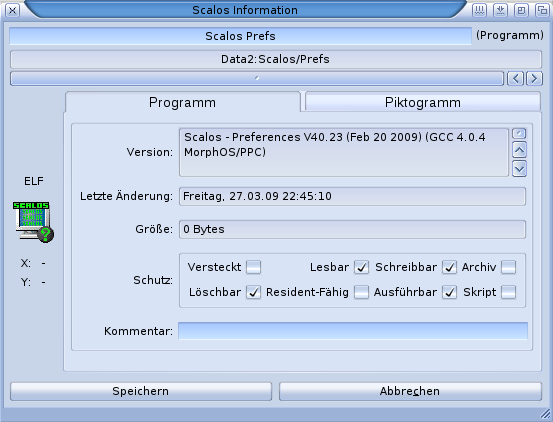 Scalos Information
Scalos Prefs
(Programm)
Data2:Scalos/Prefs
Programm
Piktogramm
Version:
Scalos - Preferences V40.23 (Feb 20 2009) (GCC 4.0.4
MorphOS/PPC)
ELF
SCALOS
X: -
Y: -
Letzte Änderung:
Freitag, 27.03.09 22:45:10
Größe:
0 Bytes
Schutz:
Versteckt
Lesbar
Schreibbar
Archiv
Löschbar
Resident-Fähig
Ausführbar
Skript
Kommentar:
Speichern
Abbrechen